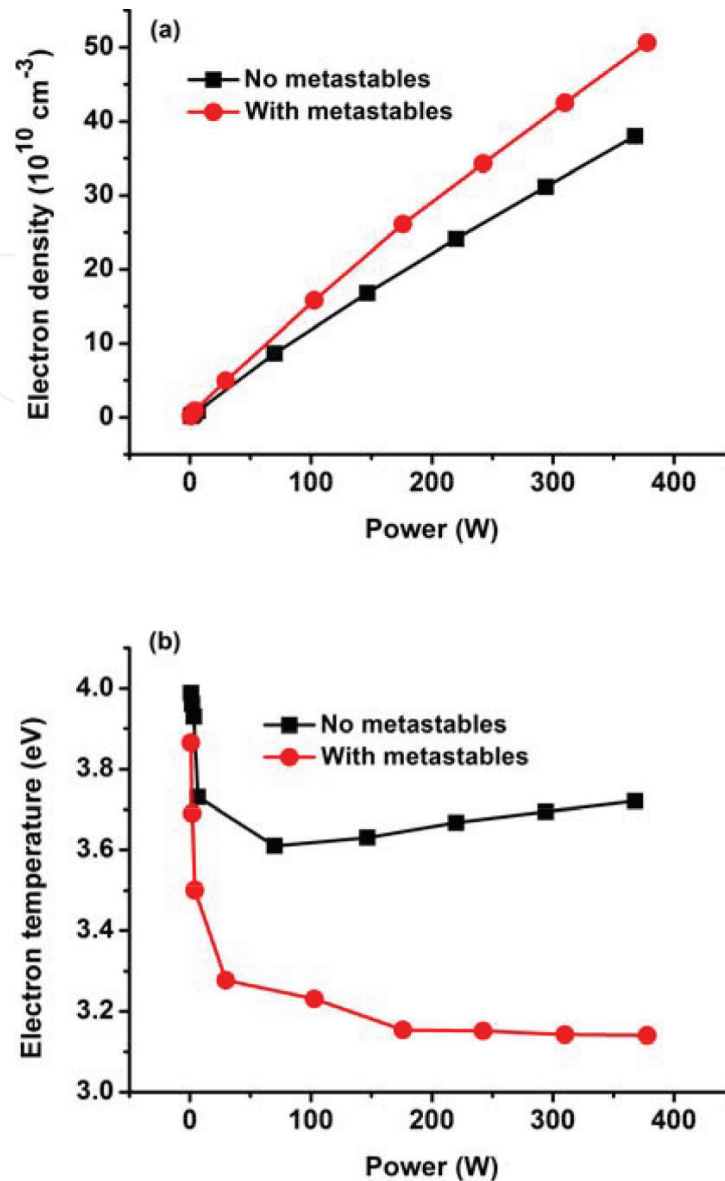 (a)
No metastables
With metastables
Electron density (10¹⁰ cm⁻³)
50
40
30
20
10
0
0 100 200 300 400
Power (W)
(b)
No metastables
With metastables
Electron temperature (eV)
4.0
3.8
3.6
3.4
3.2
3.0
0 100 200 300 400
Power (W)